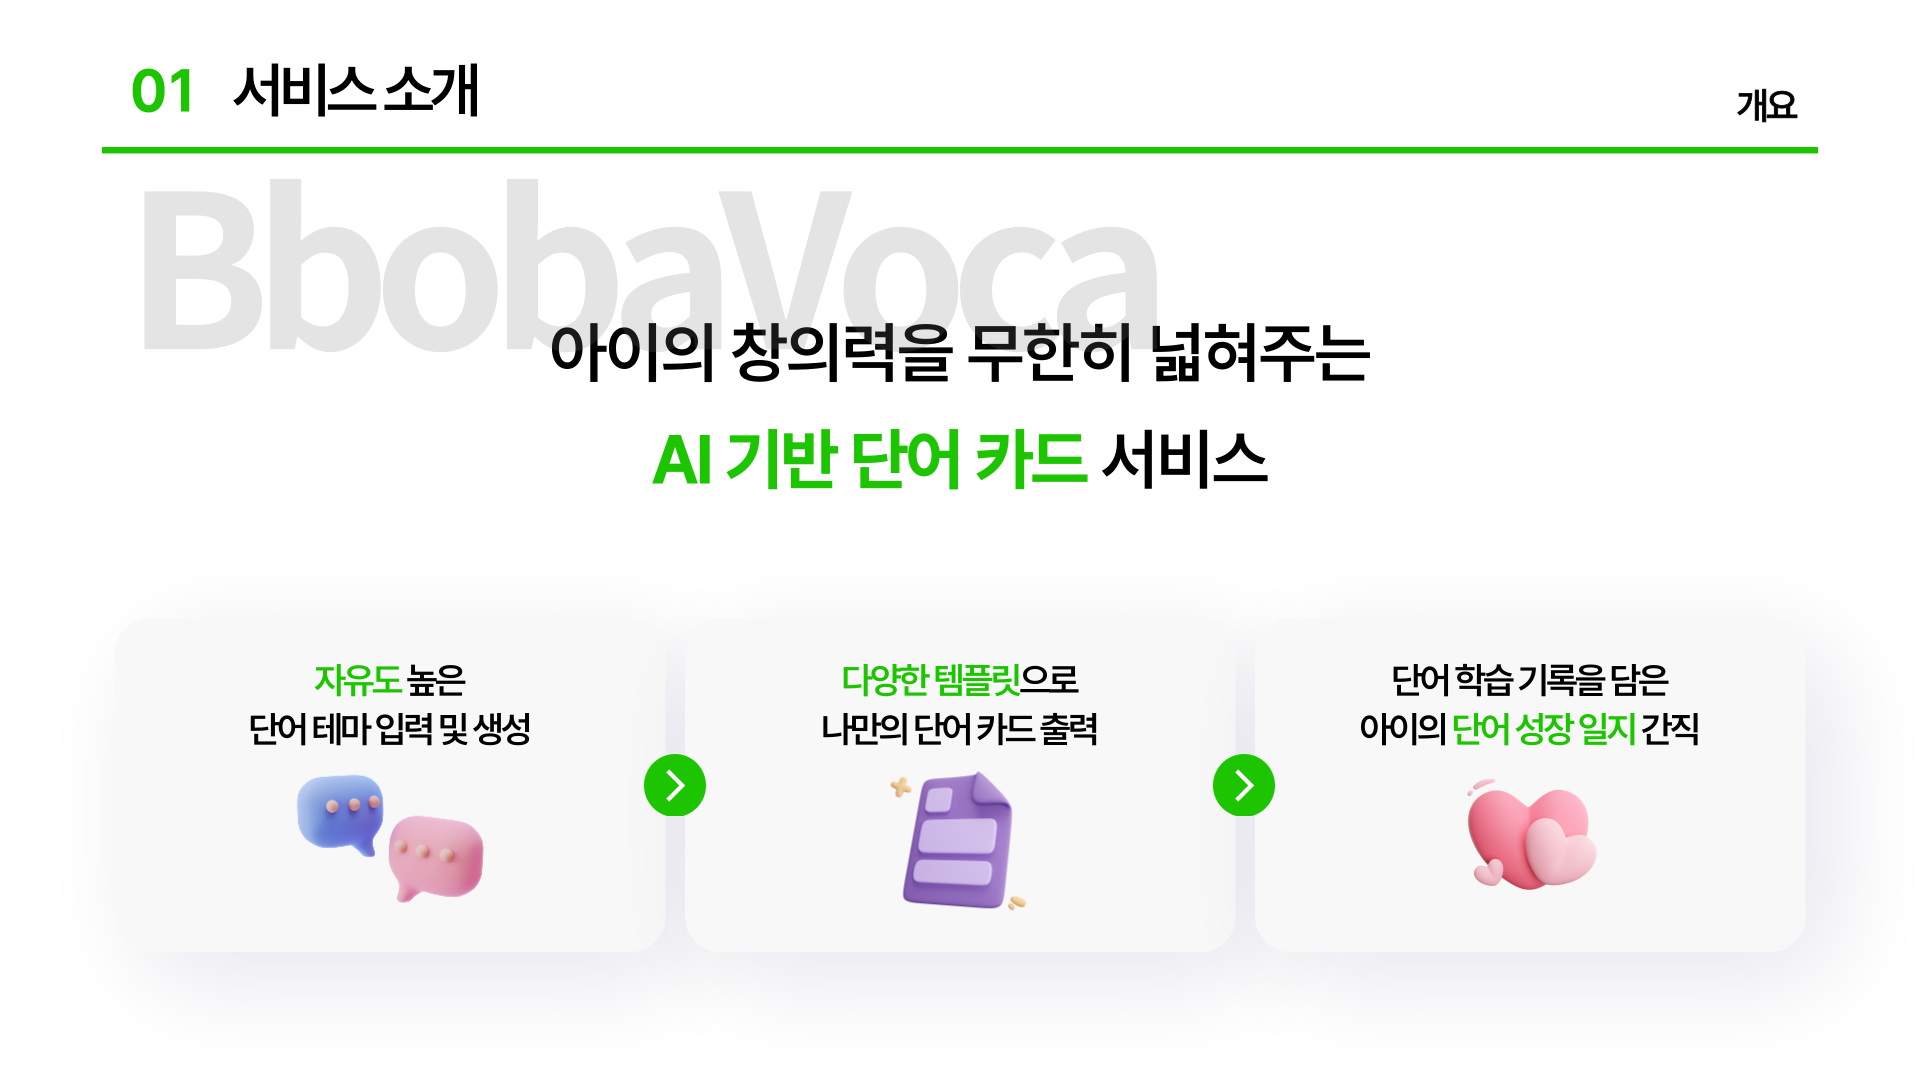 01 서비스 소개
개요
BbobaVoca
아이의 창의력을 무한히 넓혀주는
AI 기반 단어 카드 서비스
자유도 높은
단어 테마 입력 및 생성
다양한 템플릿으로
나만의 단어 카드 출력
단어 학습 기록을 담은
아이의 단어 성장 일지 간직